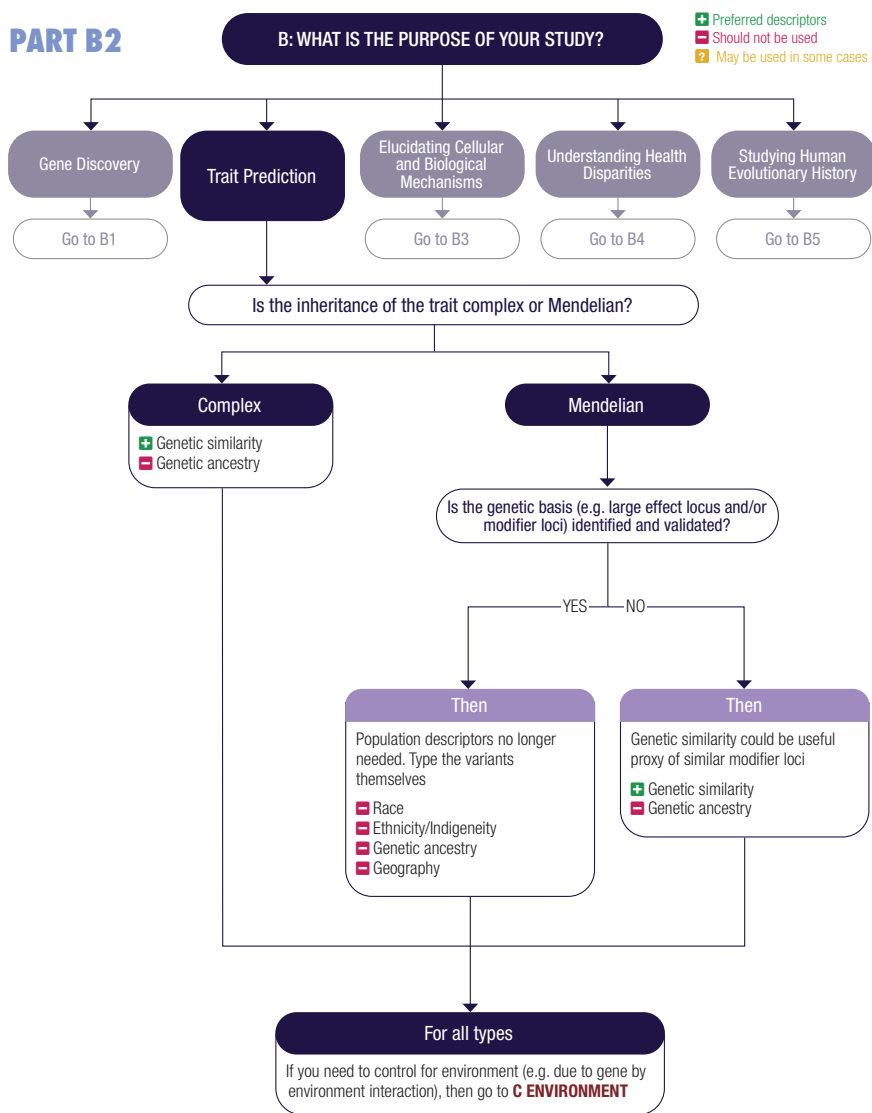 PART B2
B: WHAT IS THE PURPOSE OF YOUR STUDY?
+ Preferred descriptors
− Should not be used
? May be used in some cases
Gene Discovery
Trait Prediction
Elucidating Cellular
and Biological
Mechanisms
Understanding Health
Disparities
Studying Human
Evolutionary History
Go to B1
Go to B3
Go to B4
Go to B5
Is the inheritance of the trait complex or Mendelian?
Complex
+ Genetic similarity
− Genetic ancestry
Mendelian
Is the genetic basis (e.g. large effect locus and/or
modifier loci) identified and validated?
YES
NO
Then
Population descriptors no longer
needed. Type the variants
themselves
− Race
− Ethnicity/Indigeneity
− Genetic ancestry
− Geography
Then
Genetic similarity could be useful
proxy of similar modifier loci
+ Genetic similarity
− Genetic ancestry
For all types
If you need to control for environment (e.g. due to gene by
environment interaction), then go to C ENVIRONMENT